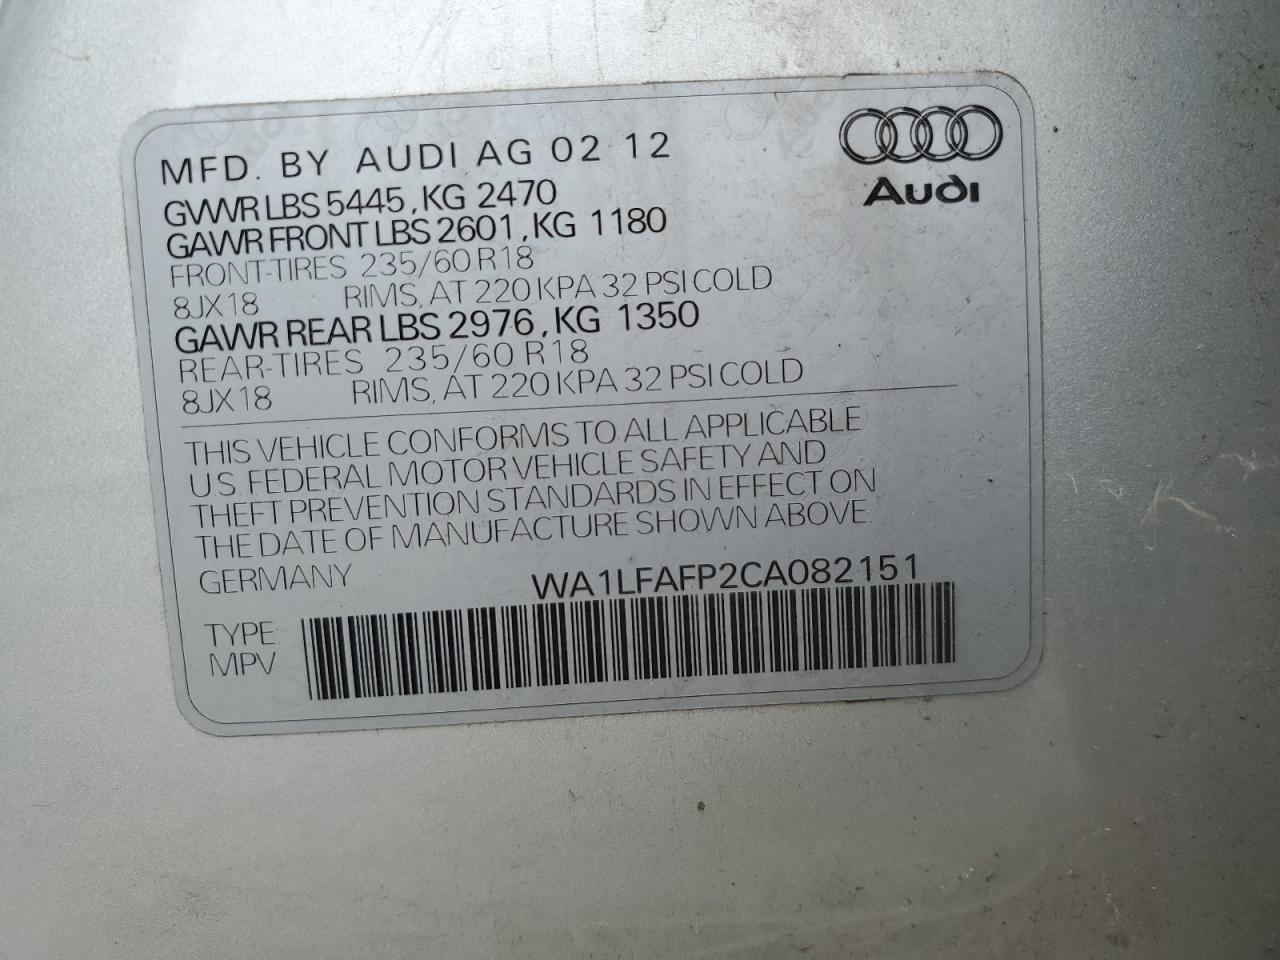 MFD. BY AUDI AG 02 12
GVWR LBS 5445, KG 2470
GAWR FRONT LBS 2601, KG 1180
FRONT-TIRES 235/60 R18
8JX18 RIMS, AT 220 KPA 32 PSI COLD
GAWR REAR LBS 2976, KG 1350
REAR-TIRES 235/60 R18
8JX18 RIMS, AT 220 KPA 32 PSI COLD
Audi
THIS VEHICLE CONFORMS TO ALL APPLICABLE
U.S. FEDERAL MOTOR VEHICLE SAFETY AND
THEFT PREVENTION STANDARDS IN EFFECT ON
THE DATE OF MANUFACTURE SHOWN ABOVE.
GERMANY WA1LFAFP2CA082151
TYPE
MPV